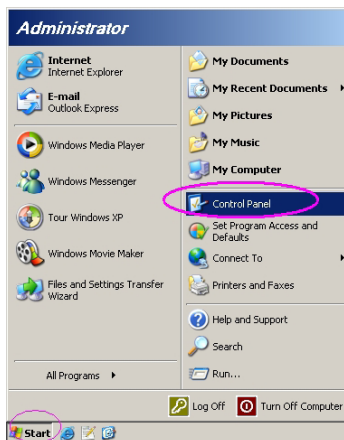 Administrator
Internet
Internet Explorer
E-mail
Outlook Express
Windows Media Player
Windows Messenger
Tour Windows XP
Windows Movie Maker
Files and Settings Transfer
Wizard
All Programs
My Documents
My Recent Documents
My Pictures
My Music
My Computer
Control Panel
Set Program Access and
Defaults
Connect To
Printers and Faxes
Help and Support
Search
Run...
Log Off
Turn Off Computer
Start